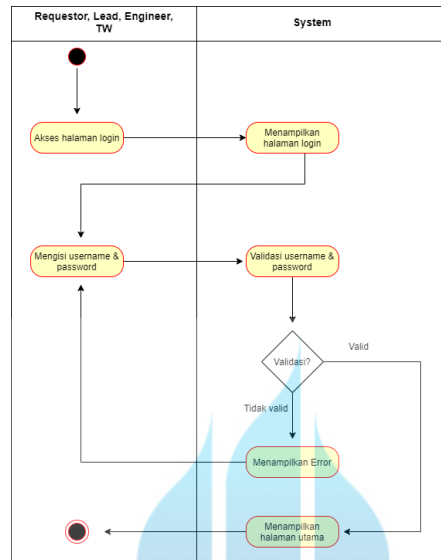 Requestor, Lead, Engineer,
TW
System
Akses halaman login
Menampilkan
halaman login
Mengisi username &
password
Validasi username &
password
Validasi?
Valid
Tidak valid
Menampilkan Error
Menampilkan
halaman utama